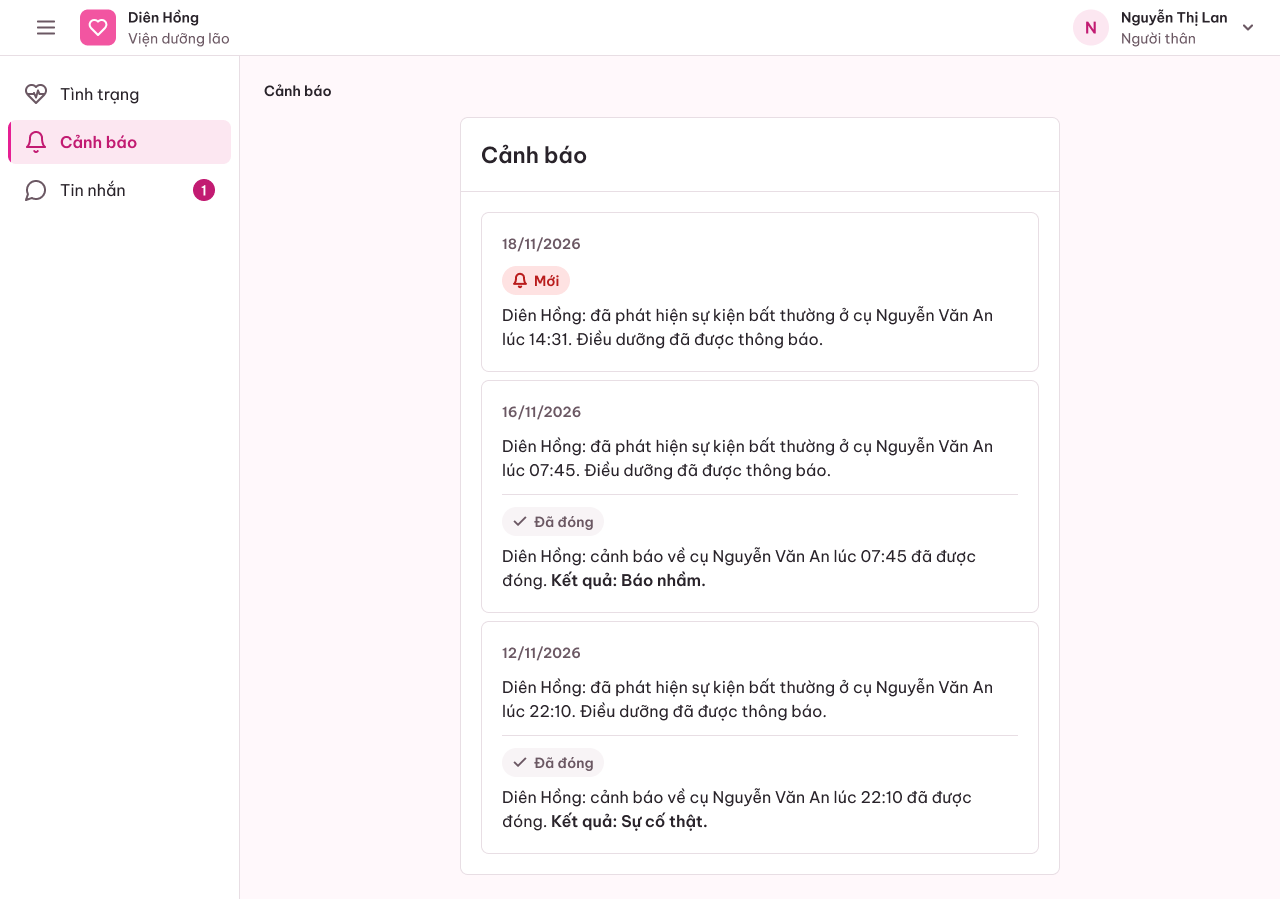 Diên Hồng
Viện dưỡng lão
N
Nguyễn Thị Lan
Người thân
Tình trạng
Cảnh báo
Tin nhắn
1
Cảnh báo
Cảnh báo
18/11/2026
Mới
Diên Hồng: đã phát hiện sự kiện bất thường ở cụ Nguyễn Văn An
lúc 14:31. Điều dưỡng đã được thông báo.
16/11/2026
Diên Hồng: đã phát hiện sự kiện bất thường ở cụ Nguyễn Văn An
lúc 07:45. Điều dưỡng đã được thông báo.
Đã đóng
Diên Hồng: cảnh báo về cụ Nguyễn Văn An lúc 07:45 đã được
đóng. Kết quả: Báo nhầm.
12/11/2026
Diên Hồng: đã phát hiện sự kiện bất thường ở cụ Nguyễn Văn An
lúc 22:10. Điều dưỡng đã được thông báo.
Đã đóng
Diên Hồng: cảnh báo về cụ Nguyễn Văn An lúc 22:10 đã được
đóng. Kết quả: Sự cố thật.